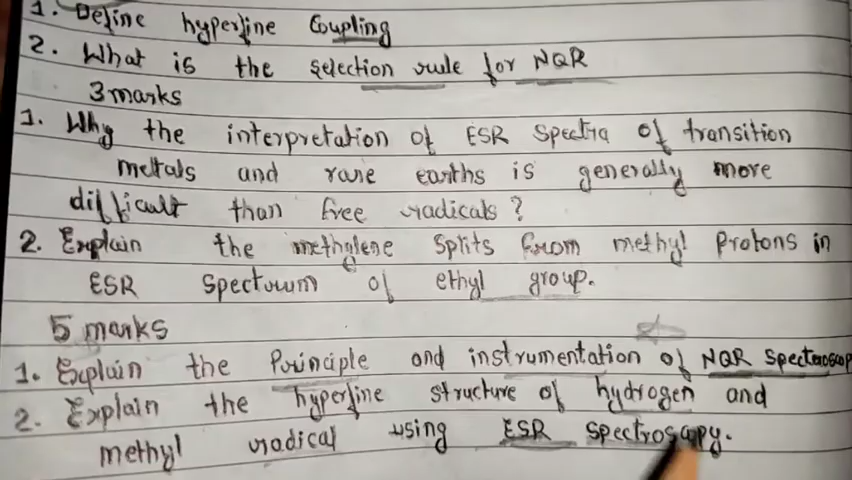 1. Define hyperfine Coupling
2. What is the selection rule for NQR
3 marks
1. Why the interpretation of ESR Spectra of transition
metals and rare earths is generally more
difficult than free radicals?
2. Explain the methylene splits from methyl protons in
ESR spectrum of ethyl group.
5 marks
1. Explain the Principle and instrumentation of NQR spectroscop
2. Explain the hyperfine structure of hydrogen and
methyl radical using ESR spectroscopy.